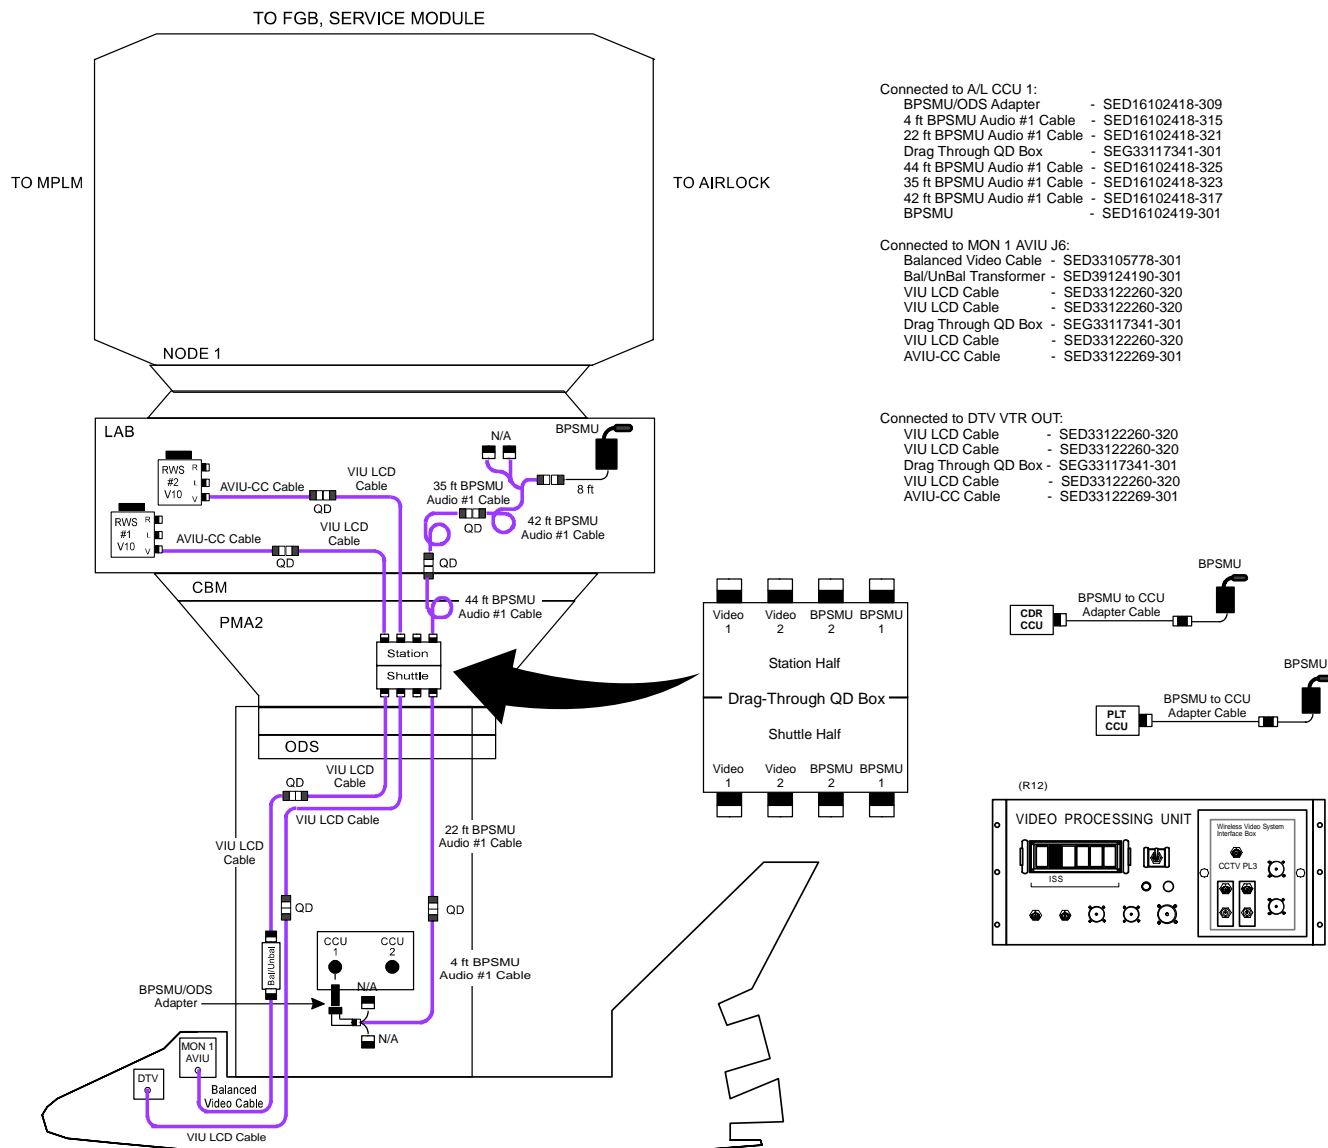 TO FGB, SERVICE MODULE
TO MPLM
TO AIRLOCK
NODE 1
Connected to A/L CCU 1:
BPSMU/ODS Adapter - SED16102418-309
4 ft BPSMU Audio #1 Cable - SED16102418-315
22 ft BPSMU Audio #1 Cable - SED16102418-321
Drag Through QD Box - SEG33117341-301
44 ft BPSMU Audio #1 Cable - SED16102418-325
35 ft BPSMU Audio #1 Cable - SED16102418-323
42 ft BPSMU Audio #1 Cable - SED16102418-317
BPSMU - SED16102419-301
Connected to MON 1 AVIU J6:
Balanced Video Cable - SED33105778-301
Bal/UnBal Transformer - SED39124190-301
VIU LCD Cable - SED33122260-320
VIU LCD Cable - SED33122260-320
Drag Through QD Box - SEG33117341-301
VIU LCD Cable - SED33122260-320
AVIU-CC Cable - SED33122269-301
Connected to DTV VTR OUT:
VIU LCD Cable - SED33122260-320
VIU LCD Cable - SED33122260-320
Drag Through QD Box - SEG33117341-301
VIU LCD Cable - SED33122260-320
AVIU-CC Cable - SED33122269-301
LAB
RWS
#2
V10
R
L
V
RWS
#1
V10
R
L
V
AVIU-CC Cable
QD
VIU LCD
Cable
AVIU-CC Cable
QD
VIU LCD
Cable
N/A
BPSMU
8 ft
35 ft BPSMU
Audio #1 Cable
QD
42 ft BPSMU
Audio #1 Cable
QD
CBM
44 ft BPSMU
Audio #1 Cable
PMA2
Station
Shuttle
ODS
Video
1
Video
2
BPSMU
2
BPSMU
1
Station Half
Drag-Through QD Box
Shuttle Half
Video
1
Video
2
BPSMU
2
BPSMU
1
BPSMU
BPSMU to CCU
Adapter Cable
CDR
CCU
BPSMU
BPSMU to CCU
Adapter Cable
PLT
CCU
VIU LCD
Cable
QD
VIU LCD Cable
VIU LCD
Cable
22 ft BPSMU
Audio #1 Cable
QD
QD
Bal/Unbal
CCU
1
CCU
2
4 ft BPSMU
Audio #1 Cable
BPSMU/ODS
Adapter
N/A
N/A
MON 1
AVIU
DTV
Balanced
Video Cable
VIU LCD Cable
(R12)
VIDEO PROCESSING UNIT
ISS
Wireless Video System
Interface Box
CCTV PL3